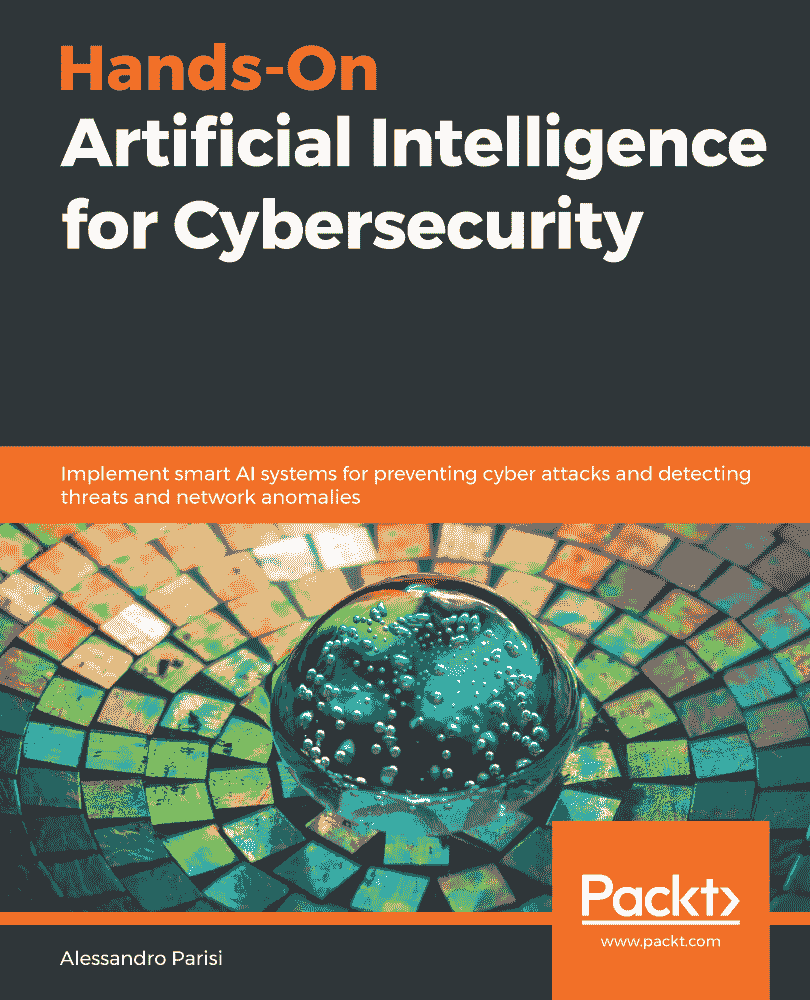 Hands-On
Artificial Intelligence
for Cybersecurity
Implement smart AI systems for preventing cyber attacks and detecting
threats and network anomalies
Packt>
www.packt.com
Alessandro Parisi